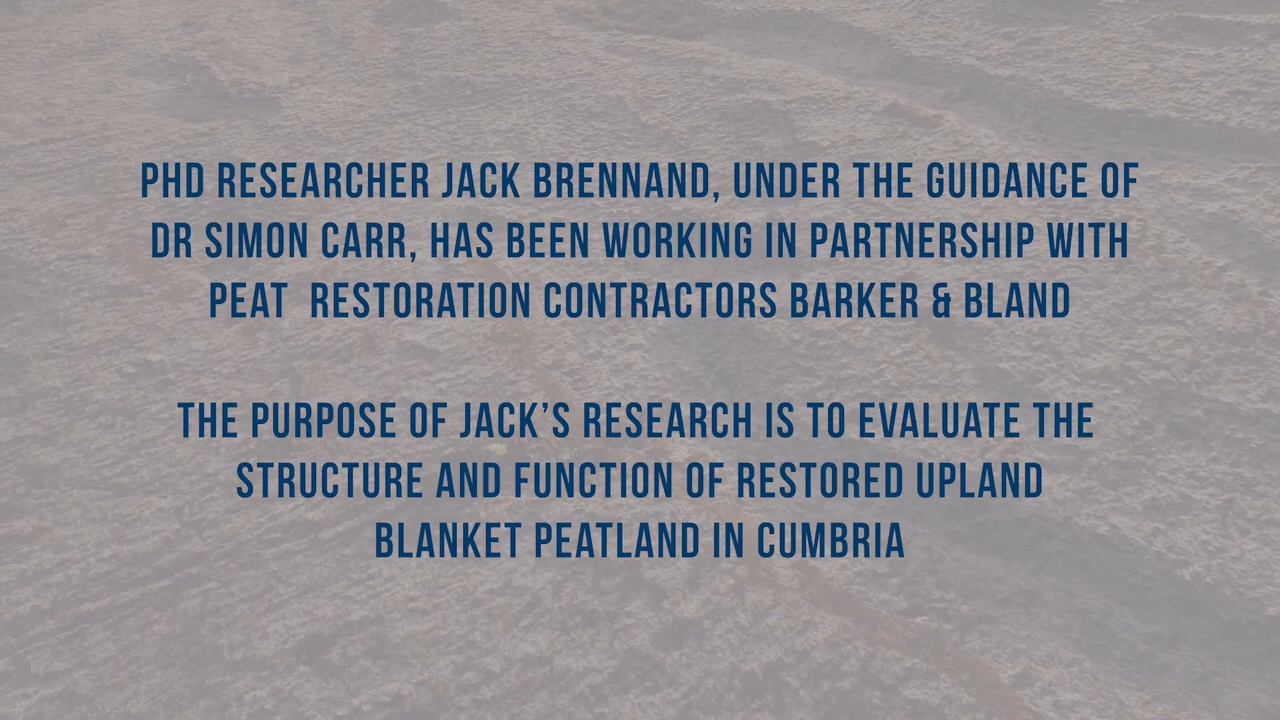 PHD RESEARCHER JACK BRENNAND, UNDER THE GUIDANCE OF
DR SIMON CARR, HAS BEEN WORKING IN PARTNERSHIP WITH
PEAT  RESTORATION CONTRACTORS BARKER & BLAND
THE PURPOSE OF JACK’S RESEARCH IS TO EVALUATE THE
STRUCTURE AND FUNCTION OF RESTORED UPLAND
BLANKET PEATLAND IN CUMBRIA